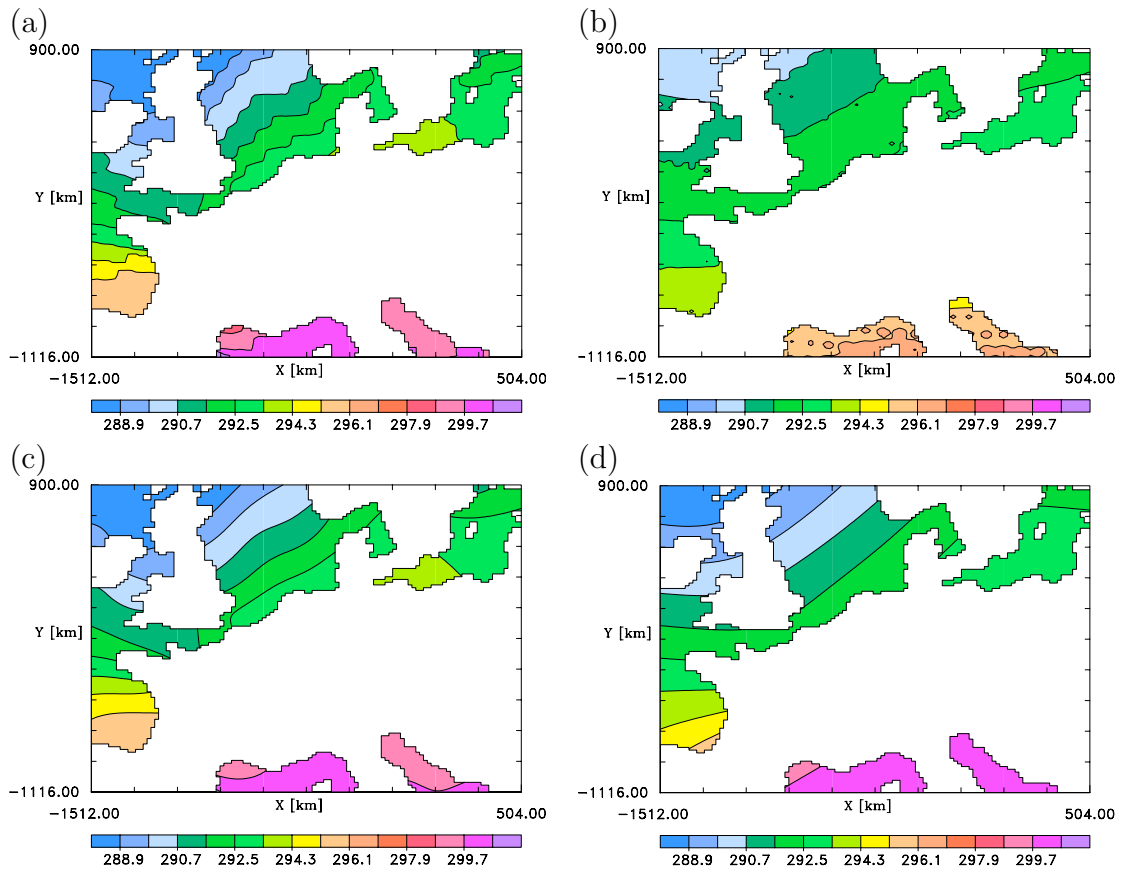 (a) (b)
900.00 900.00
Y [km] Y [km]
−1116.00 −1116.00
X [km] X [km]
−1512.00 504.00 −1512.00 504.00
288.9 290.7 292.5 294.3 296.1 297.9 299.7 288.9 290.7 292.5 294.3 296.1 297.9 299.7
(c) (d)
900.00 900.00
Y [km] Y [km]
−1116.00 −1116.00
X [km] X [km]
−1512.00 504.00 −1512.00 504.00
288.9 290.7 292.5 294.3 296.1 297.9 299.7 288.9 290.7 292.5 294.3 296.1 297.9 299.7